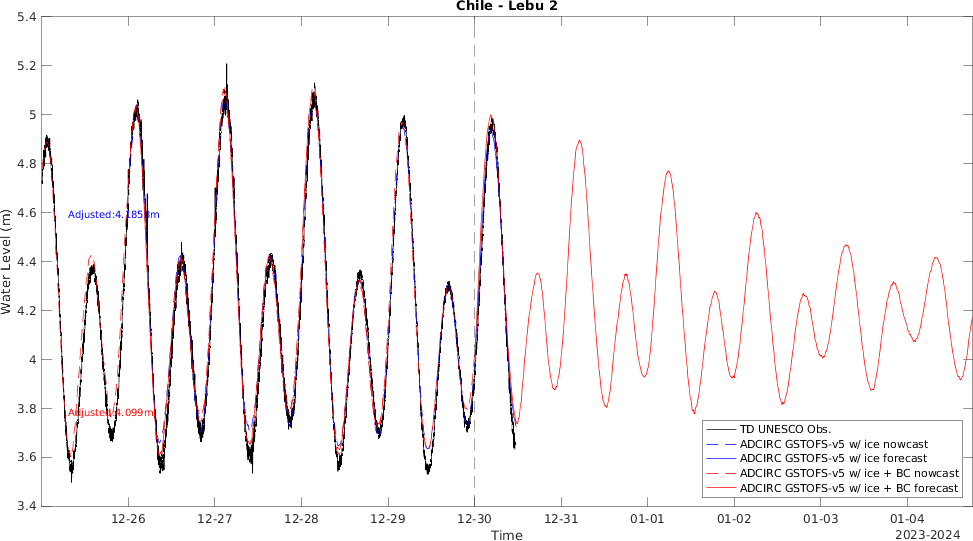 Chile - Lebu 2
5.4
5.2
5
4.8
4.6
4.4
4.2
4
3.8
3.6
3.4
Water Level (m)
Adjusted:4.1853m
Adjusted:4.099m
TD UNESCO Obs.
ADCIRC GSTOFS-v5 w/ ice nowcast
ADCIRC GSTOFS-v5 w/ ice forecast
ADCIRC GSTOFS-v5 w/ ice + BC nowcast
ADCIRC GSTOFS-v5 w/ ice + BC forecast
12-26 12-27 12-28 12-29 12-30 12-31 01-01 01-02 01-03 01-04
Time
2023-2024